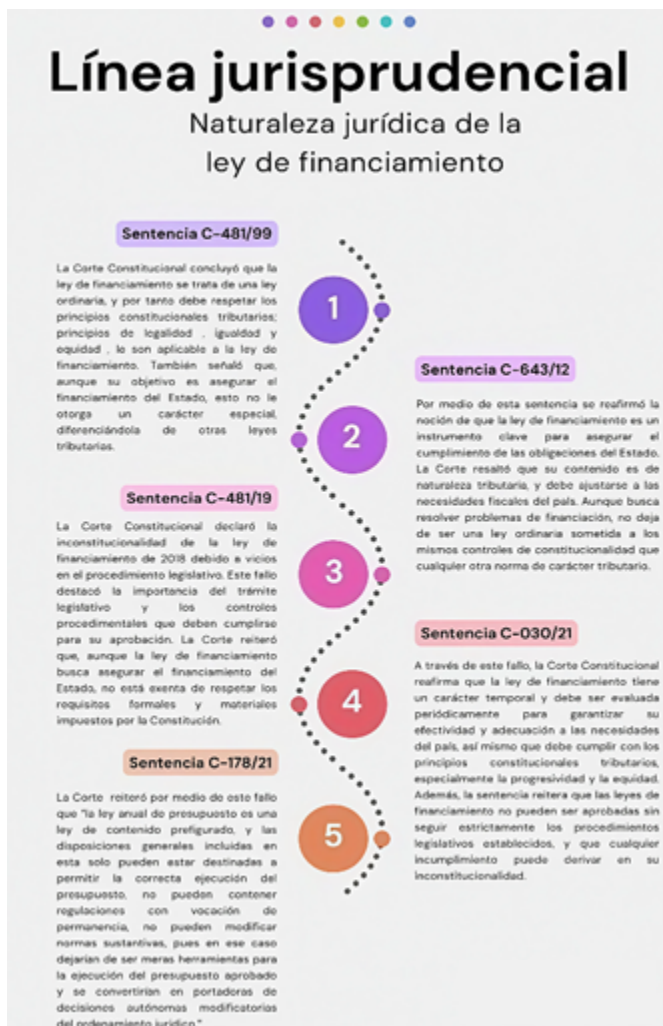 Línea jurisprudencial
Naturaleza jurídica de la
ley de financiamiento
Sentencia C-481/99
La Corte Constitucional concluyó que la
ley de financiamiento se trata de una ley
ordinaria, y por tanto debe respetar los
principios constitucionales tributarios;
principios de legalidad , igualdad y
equidad , le son aplicable a la ley de
financiamiento. También señaló que,
aunque su objetivo es asegurar el
financiamiento del Estado, esto no le
otorga un carácter especial,
diferenciándola de otras leyes
tributarias.
1
Sentencia C-643/12
Por medio de esta sentencia se reafirmó la
noción de que la ley de financiamiento es un
instrumento clave para asegurar el
cumplimiento de las obligaciones del Estado.
La Corte resaltó que su contenido es de
naturaleza tributaria, y debe ajustarse a las
necesidades fiscales del país. Aunque busca
resolver problemas de financiación, no deja
de ser una ley ordinaria sometida a los
mismos controles de constitucionalidad que
cualquier otra norma de carácter tributario.
2
Sentencia C-481/19
La Corte Constitucional declaró la
inconstitucionalidad de la ley de
financiamiento de 2018 debido a vicios
en el procedimiento legislativo. Este fallo
destacó la importancia del trámite
legislativo y los controles
procedimentales que deben cumplirse
para su aprobación. La Corte reiteró
que, aunque la ley de financiamiento
busca asegurar el financiamiento del
Estado, no está exenta de respetar los
requisitos formales y materiales
impuestos por la Constitución.
3
Sentencia C-030/21
A través de este fallo, la Corte Constitucional
reafirma que la ley de financiamiento tiene
un carácter temporal y debe ser evaluada
periódicamente para garantizar su
efectividad y adecuación a las necesidades
del país, así mismo que debe cumplir con los
principios constitucionales tributarios,
especialmente la progresividad y la equidad.
Además, la sentencia reitera que las leyes de
financiamiento no pueden ser aprobadas sin
seguir estrictamente los procedimientos
legislativos establecidos, y que cualquier
incumplimiento puede derivar en su
inconstitucionalidad.
4
Sentencia C-178/21
La Corte reiteró por medio de este fallo
que "la ley anual de presupuesto es una
ley de contenido prefigurado, y las
disposiciones generales incluidas en
esta solo pueden estar destinadas a
permitir la correcta ejecución del
presupuesto, no pueden contener
regulaciones con vocación de
permanencia, no pueden modificar
normas sustantivas, pues en ese caso
dejarían de ser meras herramientas para
la ejecución del presupuesto aprobado
y se convertirían en portadoras de
decisiones autónomas modificatorias
del ordenamiento jurídico."
5